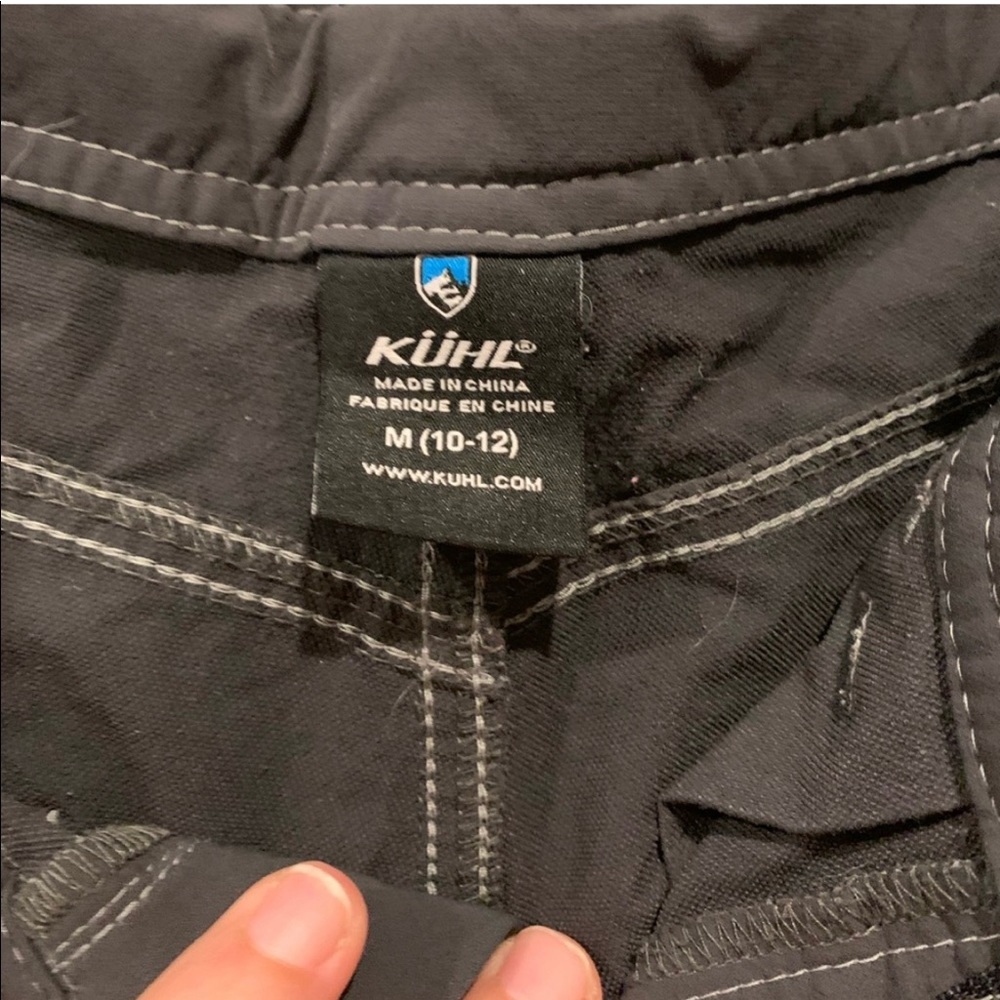 KÜHL®
MADE IN CHINA
FABRIQUE EN CHINE
M (10-12)
WWW.KUHL.COM